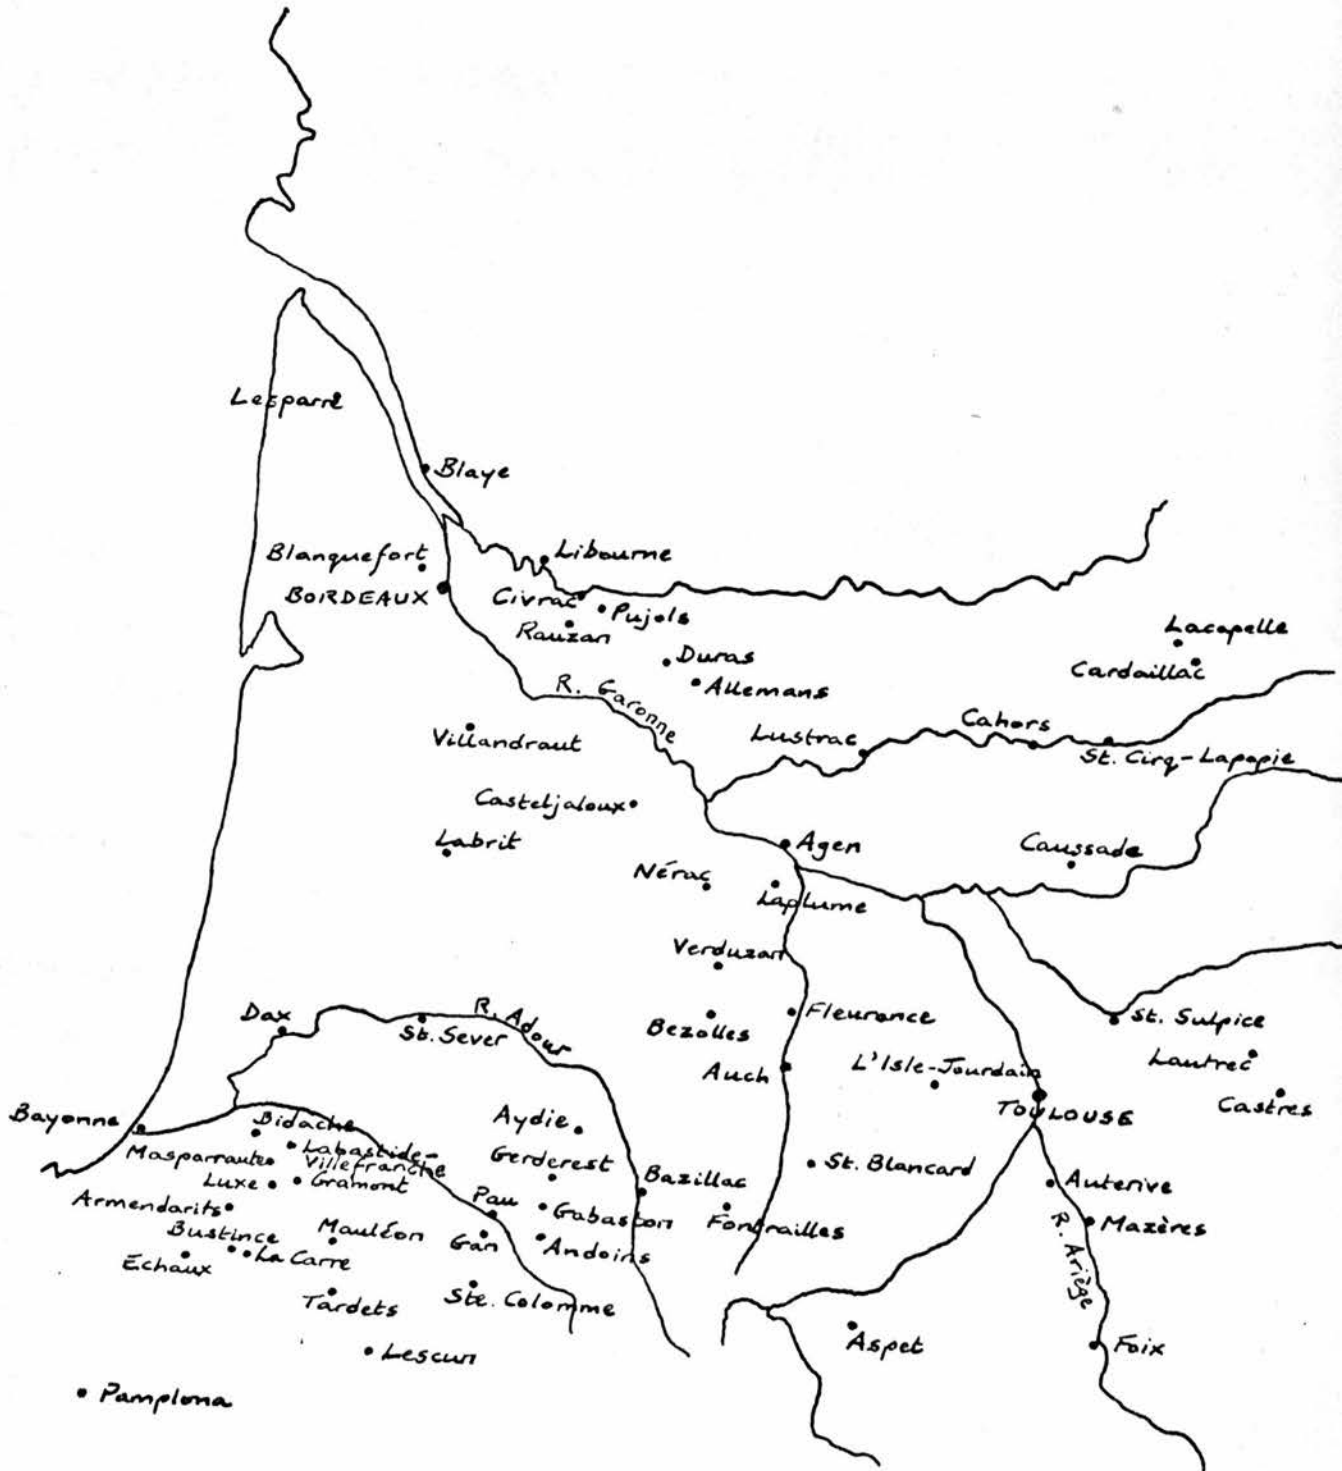 Lesparre
Blaye
Blanquefort
Libourne
BORDEAUX
Civrac
Pujols
Rauzan
Lacapelle
Duras
Cardaillac
Allemans
R. Garonne
Cahors
Villandraut
Lustrac
St. Cirq-Lapopie
Casteljaloux
Labrit
Agen
Caussade
Nérac
Laplume
Verduzan
Dax
R. Adour
St. Sever
Bezolles
Fleurance
St. Sulpice
Auch
L'Isle-Jourdain
Lautrec
TOULOUSE
Castres
Bayonne
Bidache
Aydie
Masparraute
Labastide-
Villefranche
Gerderest
St. Blancard
Luxe
Gramont
Bazillac
Auterive
Armendarits
Pau
Gabaston
Fontrailles
Mazères
Bustince
Mauléon
Gan
Andoins
R. Ariège
Echaux
La Carre
Tardets
Ste. Colomme
Lescun
Aspet
Foix
Pamplona